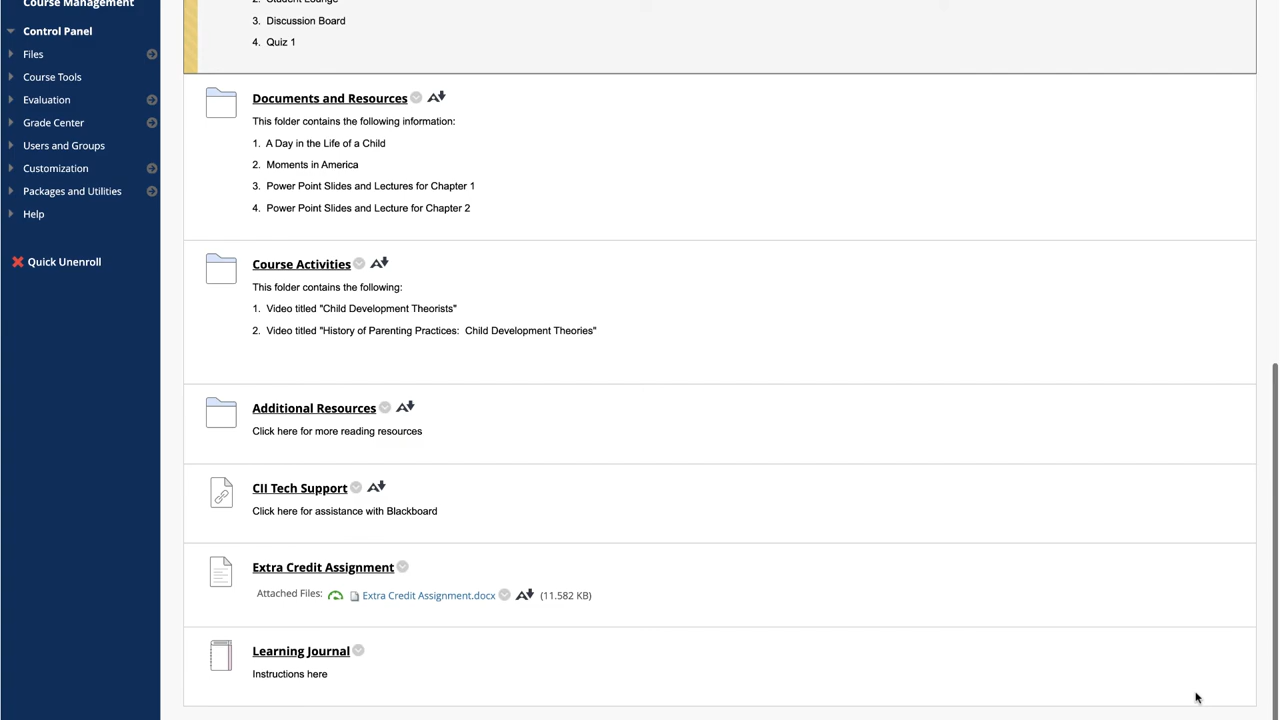 Course Management
Control Panel
Files
Course Tools
Evaluation
Grade Center
Users and Groups
Customization
Packages and Utilities
Help
Quick Unenroll
2. Student Lounge
3. Discussion Board
4. Quiz 1
Documents and Resources
This folder contains the following information:
1. A Day in the Life of a Child
2. Moments in America
3. Power Point Slides and Lectures for Chapter 1
4. Power Point Slides and Lecture for Chapter 2
Course Activities
This folder contains the following:
1. Video titled "Child Development Theorists"
2. Video titled "History of Parenting Practices: Child Development Theories"
Additional Resources
Click here for more reading resources
CII Tech Support
Click here for assistance with Blackboard
Extra Credit Assignment
Attached Files: Extra Credit Assignment.docx (11.582 KB)
Learning Journal
Instructions here